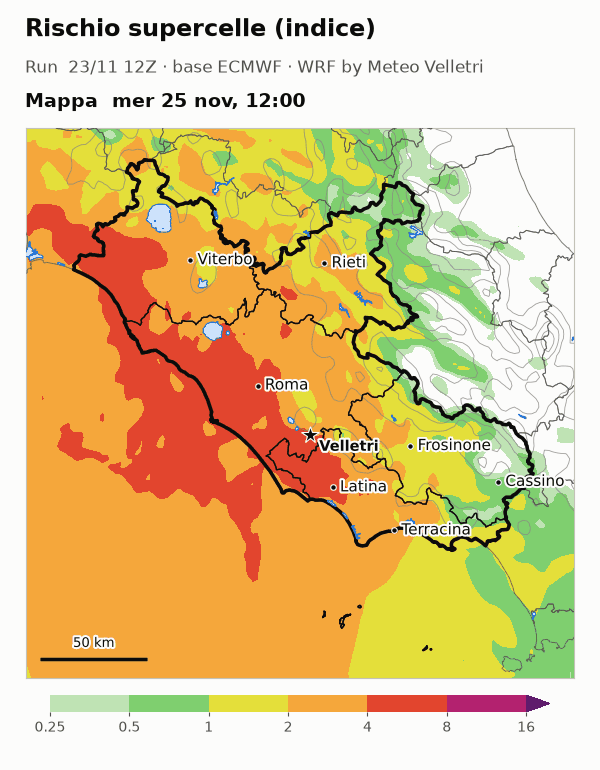 Rischio supercelle (indice)
Run  23/11 12Z · base ECMWF · WRF by Meteo Velletri
Mappa  mer 25 nov, 12:00
Viterbo
Rieti
Roma
Velletri
Frosinone
Cassino
Latina
Terracina
50 km
0.25 0.5 1 2 4 8 16